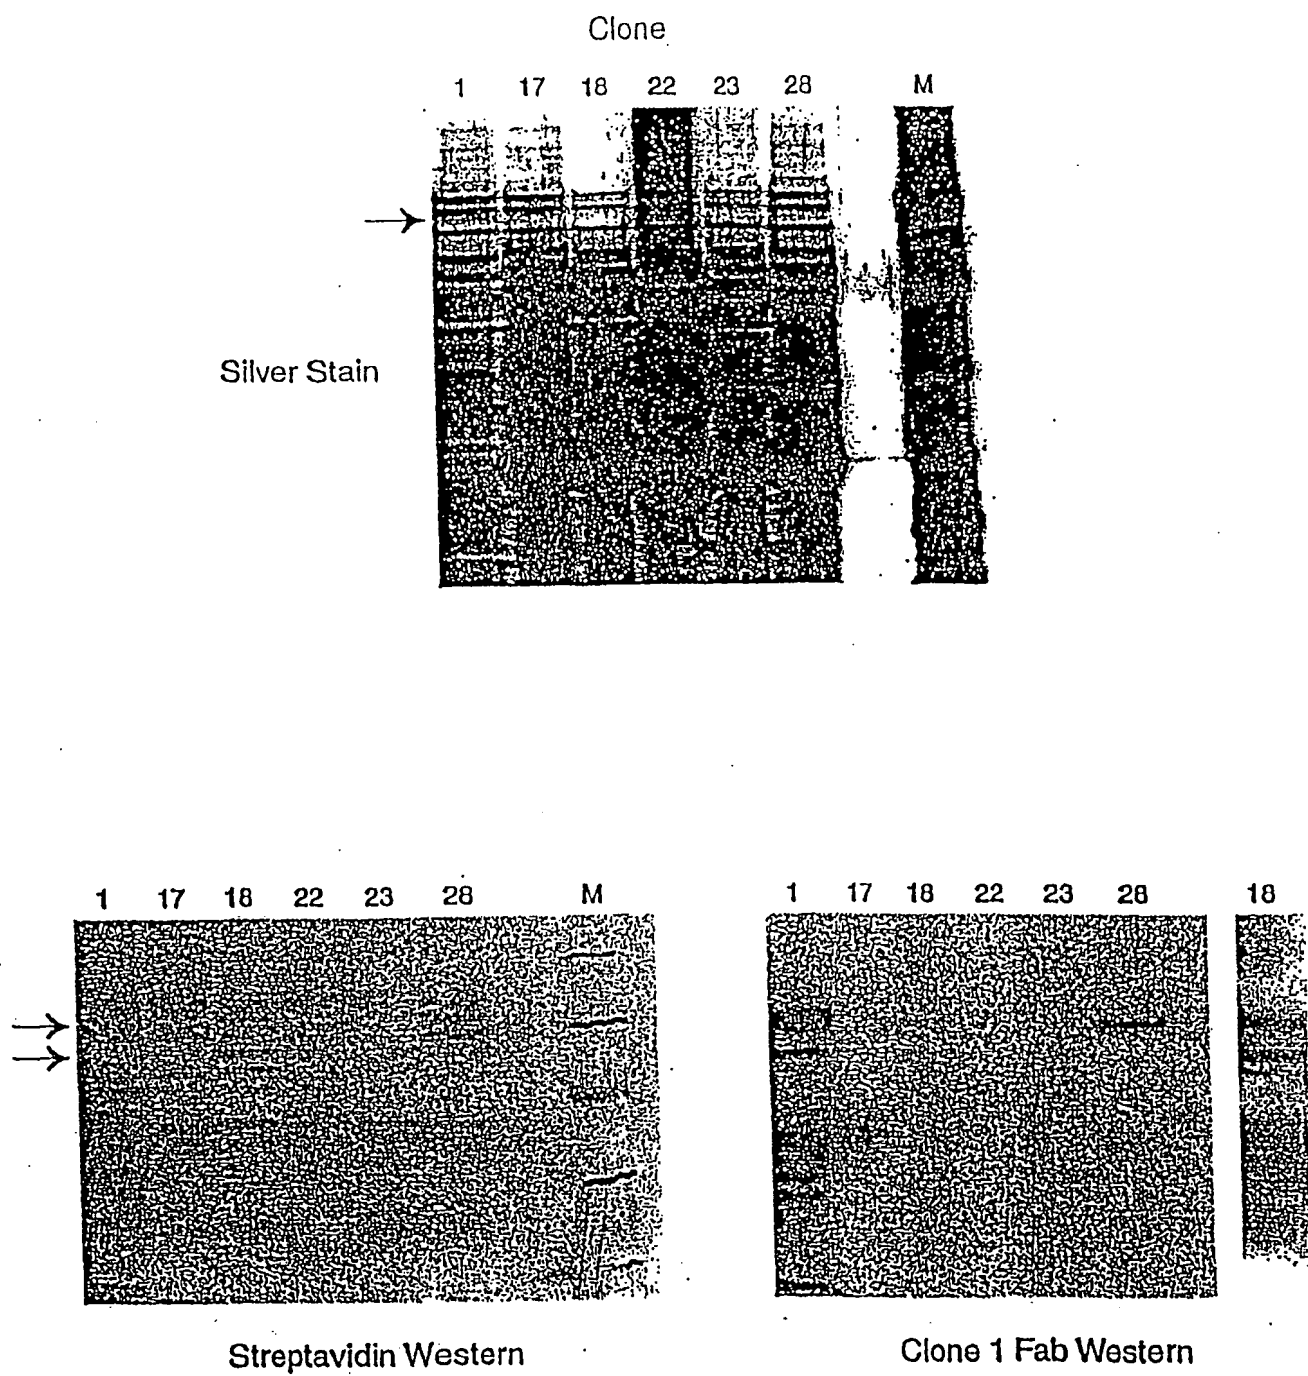 Clone
1 17 18 22 23 28 M
Silver Stain
1 17 18 22 23 28 M
1 17 18 22 23 28 18
Streptavidin Western
Clone 1 Fab Western